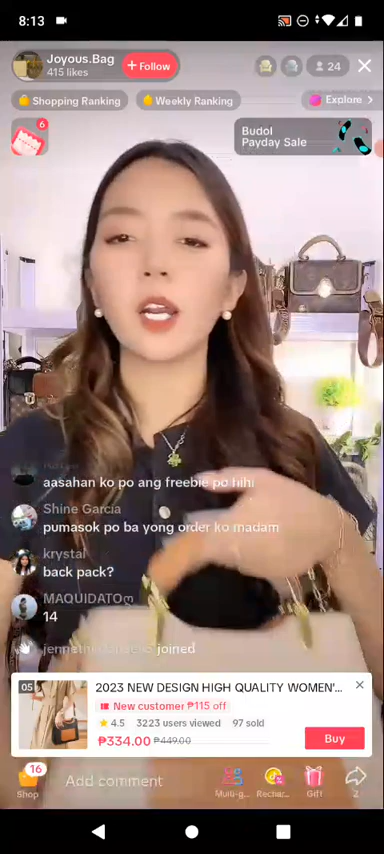 8:13
Joyous.Bag
415 likes
+ Follow
24
Shopping Ranking
Weekly Ranking
Explore >
6
Budol
Payday Sale
aasahan ko po ang freebie po hihi
Shine Garcia
pumasok po ba yong order ko madam
krystal
back pack?
MAQUIDATOღ
14
joined
05
2023 NEW DESIGN HIGH QUALITY WOMEN'...
New customer ₱115 off
4.5 3223 users viewed 97 sold
₱334.00 ₱449.00
Buy
16
Shop
Add comment
Multi-g...
Rechar...
Gift
2